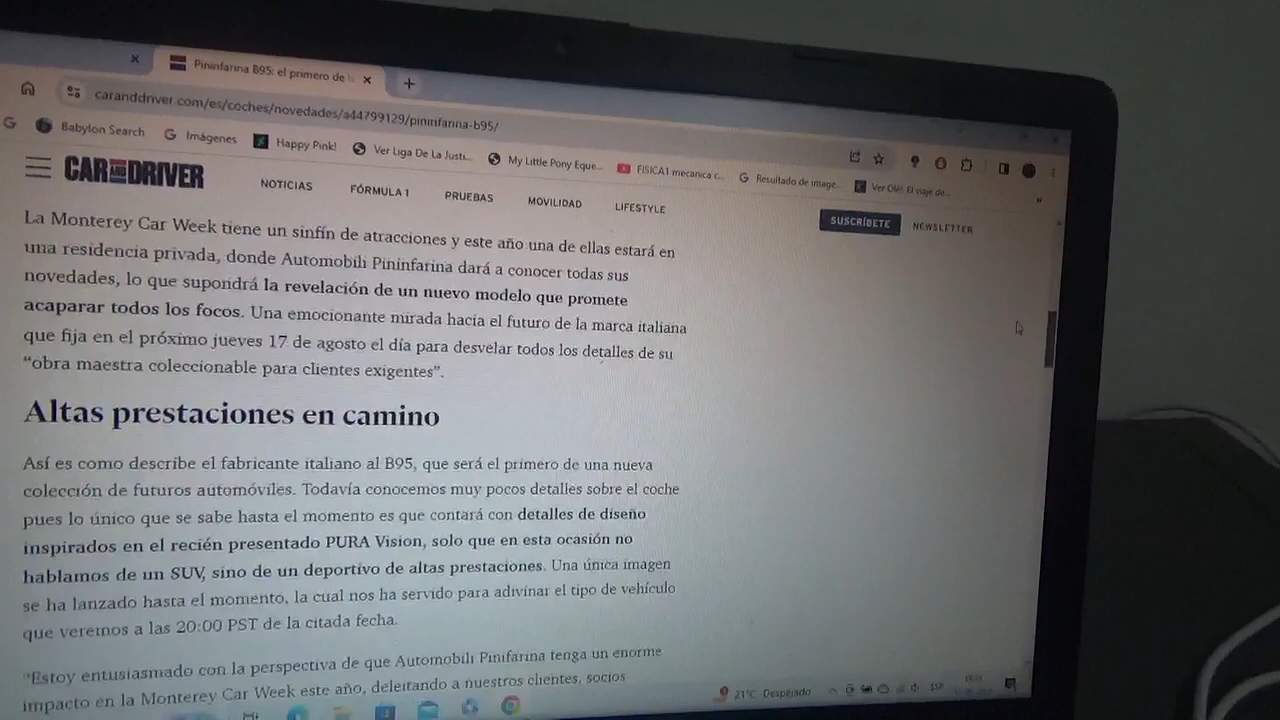 Pininfarina B95: el primero de
caranddriver.com/es/coches/novedades/a44799129/pininfarina-b95/
Babylon Search
Imágenes
Happy Pink!
Ver Liga De La Justi...
My Little Pony Eque...
FISICA1 mecanica c...
Resultado de image...
Ver Olé! El viaje de...
CAR AND DRIVER
NOTICIAS
FÓRMULA 1
PRUEBAS
MOVILIDAD
LIFESTYLE
SUSCRÍBETE
NEWSLETTER
La Monterey Car Week tiene un sinfín de atracciones y este año una de ellas estará en
una residencia privada, donde Automobili Pininfarina dará a conocer todas sus
novedades, lo que supondrá la revelación de un nuevo modelo que promete
acaparar todos los focos. Una emocionante mirada hacia el futuro de la marca italiana
que fija en el próximo jueves 17 de agosto el día para desvelar todos los detalles de su
“obra maestra coleccionable para clientes exigentes”.
Altas prestaciones en camino
Así es como describe el fabricante italiano al B95, que será el primero de una nueva
colección de futuros automóviles. Todavía conocemos muy pocos detalles sobre el coche
pues lo único que se sabe hasta el momento es que contará con detalles de diseño
inspirados en el recién presentado PURA Vision, solo que en esta ocasión no
hablamos de un SUV, sino de un deportivo de altas prestaciones. Una única imagen
se ha lanzado hasta el momento, la cual nos ha servido para adivinar el tipo de vehículo
que veremos a las 20:00 PST de la citada fecha.
“Estoy entusiasmado con la perspectiva de que Automobili Pinifarina tenga un enorme
impacto en la Monterey Car Week este año, deleitando a nuestros clientes, socios
21°C Despejado
ESP